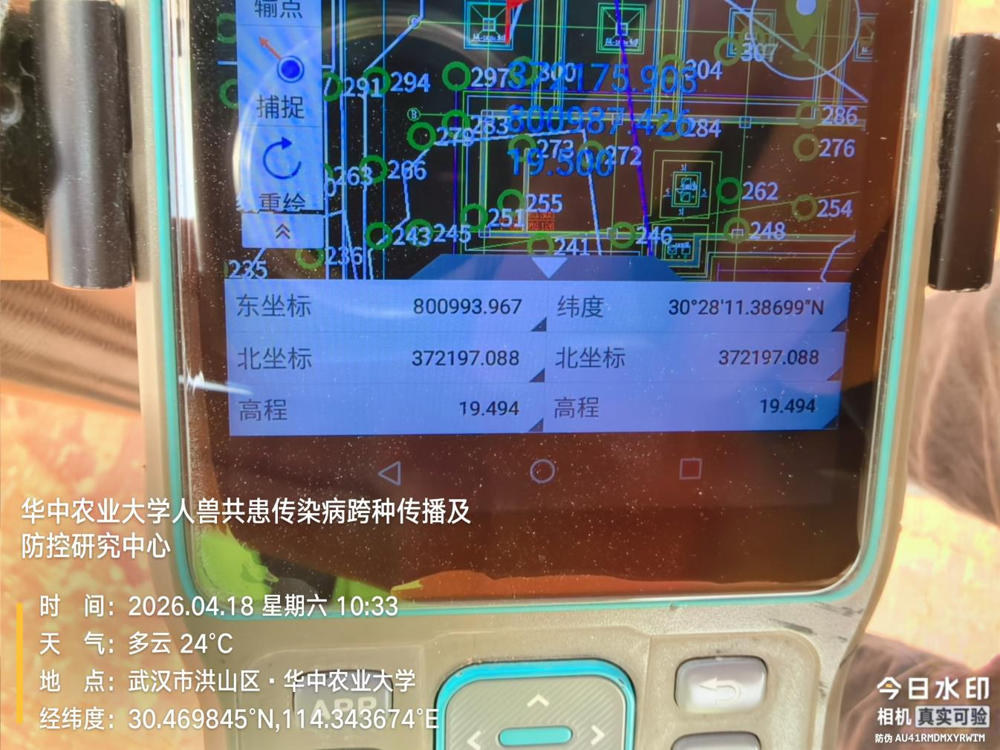 输点
捕捉
重绘
291
294
297
300
304
307
279
283
273
272
284
286
276
263
266
262
254
255
251
248
243
245
246
241
236
235
372175.903
800987.426
19.500
B
东坐标 800993.967 纬度 30°28'11.38699"N
北坐标 372197.088 北坐标 372197.088
高程 19.494 高程 19.494
华中农业大学人兽共患传染病跨种传播及
防控研究中心
时 间：2026.04.18 星期六 10:33
天 气：多云 24°C
地 点：武汉市洪山区·华中农业大学
经纬度：30.469845°N,114.343674°E
APP
今日水印
相机 真实可验
防伪 AU41RMDMXYRWTM